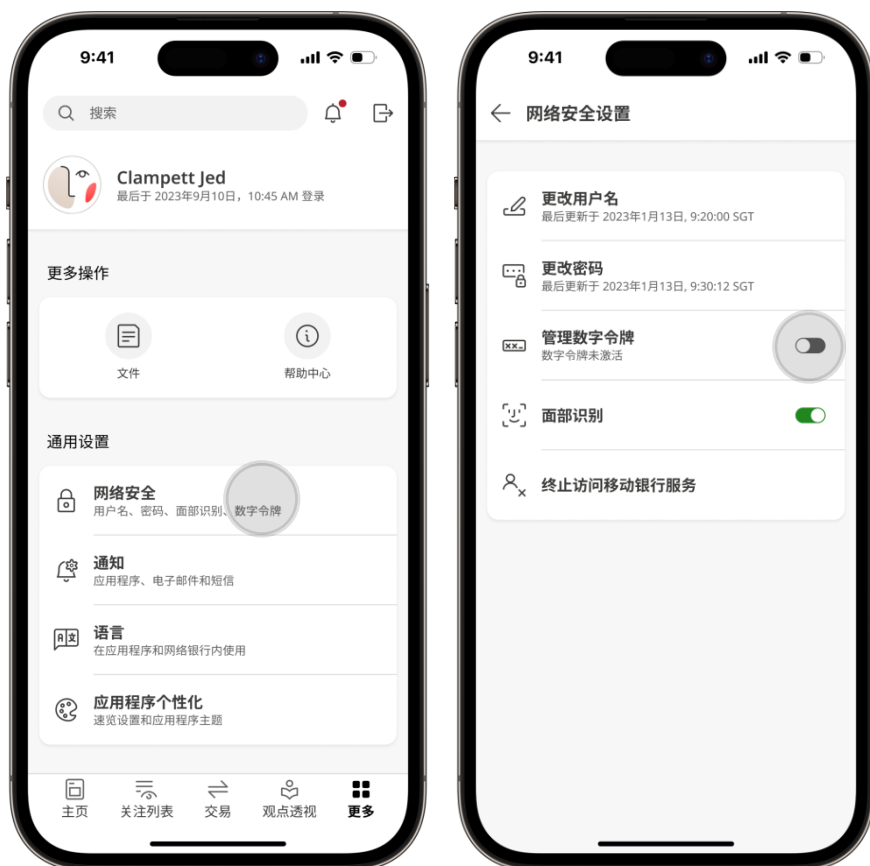 9:41
搜索
Clampett Jed
最后于 2023年9月10日，10:45 AM 登录
更多操作
文件
帮助中心
通用设置
网络安全
用户名、密码、面部识别、数字令牌
通知
应用程序、电子邮件和短信
语言
在应用程序和网络银行内使用
应用程序个性化
速览设置和应用程序主题
主页
关注列表
交易
观点透视
更多
9:41
网络安全设置
更改用户名
最后更新于 2023年1月13日, 9:20:00 SGT
更改密码
最后更新于 2023年1月13日, 9:30:12 SGT
管理数字令牌
数字令牌未激活
面部识别
终止访问移动银行服务